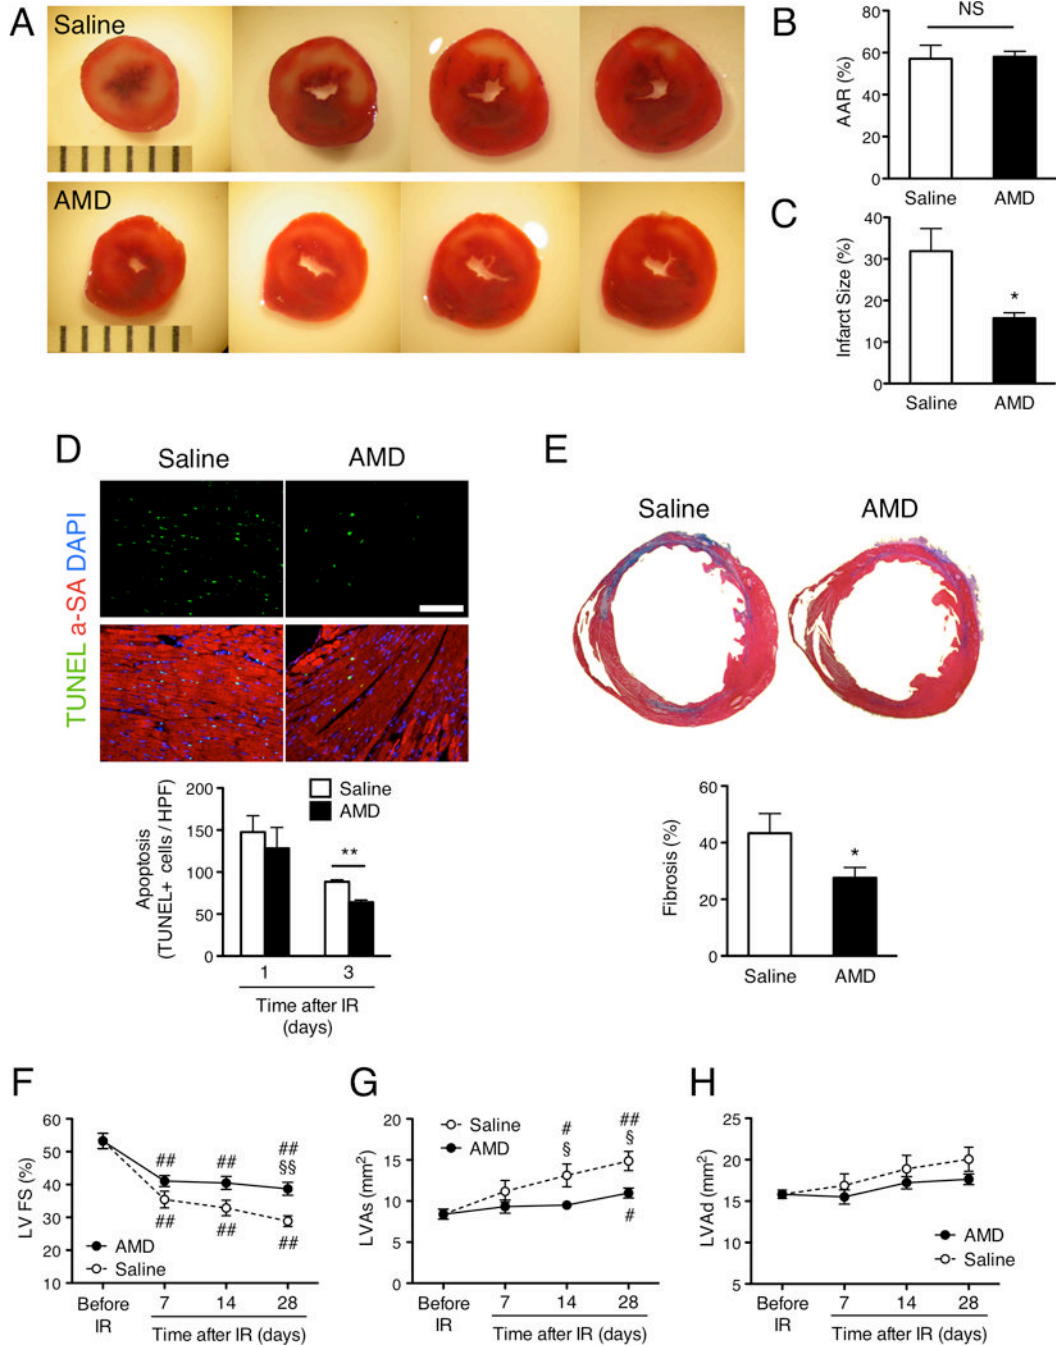 A
Saline
AMD
B
NS
AAR (%)
80
60
40
20
0
Saline
AMD
C
Infarct Size (%)
40
30
20
10
0
*
Saline
AMD
D
Saline
AMD
TUNEL a-SA DAPI
Apoptosis
(TUNEL+ cells / HPF)
200
150
100
50
0
Saline
AMD
**
1
3
Time after IR
(days)
E
Saline
AMD
Fibrosis (%)
60
40
20
0
*
Saline
AMD
F
LV FS (%)
60
50
40
30
20
10
## ## ##
§§
## ## ##
AMD
Saline
Before
IR
7 14 28
Time after IR (days)
G
LVAs (mm²)
20
15
10
5
0
Saline
AMD
# ##
§ §
#
Before
IR
7 14 28
Time after IR (days)
H
LVAd (mm²)
25
20
15
10
5
AMD
Saline
Before
IR
7 14 28
Time after IR (days)